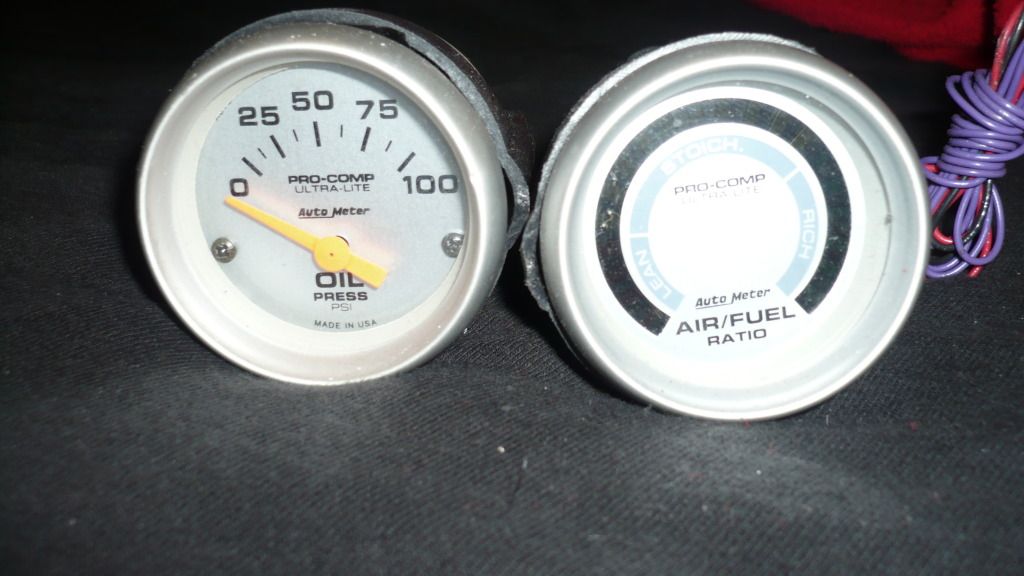 0 25 50 75 100
PRO-COMP
ULTRA-LITE
Auto Meter
OIL
PRESS
PSI
MADE IN USA
STOICH.
PRO-COMP
ULTRA-LITE
LEAN
RICH
Auto Meter
AIR/FUEL
RATIO